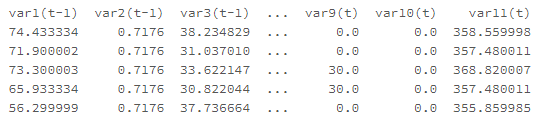 var1(t-1) var2(t-1) var3(t-1) ... var9(t) var10(t) var11(t)
74.433334 0.7176 38.234829 ... 0.0 0.0 358.559998
71.900002 0.7176 31.037010 ... 0.0 0.0 357.480011
73.300003 0.7176 33.622147 ... 30.0 0.0 368.820007
65.933334 0.7176 30.822044 ... 30.0 0.0 357.480011
56.299999 0.7176 37.736664 ... 0.0 0.0 355.859985